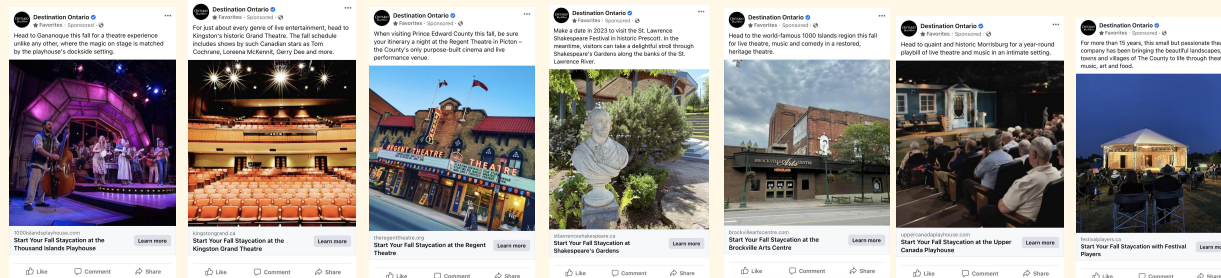 Destination Ontario
Favorites · Sponsored ·
Head to Gananoque this fall for a theatre experience
unlike any other, where the magic on stage is matched
by the playhouse's dockside setting.
1000islandsplayhouse.com
Start Your Fall Staycation at the
Thousand Islands Playhouse
Learn more
Like
Comment
Share
Destination Ontario
Favorites · Sponsored ·
For just about every genre of live entertainment, head to
Kingston's historic Grand Theatre. The fall schedule
includes shows by such Canadian stars as Tom
Cochrane, Loreena McKennit, Gerry Dee and more.
kingstongrand.ca
Start Your Fall Staycation at the
Kingston Grand Theatre
Learn more
Like
Comment
Share
Destination Ontario
Favorites · Sponsored ·
When visiting Prince Edward County this fall, be sure
your itinerary a night at the Regent Theatre in Picton –
the County's only purpose-built cinema and live
performance venue.
REGENT THEATRE
THEATRE
theregenttheatre.org
Start Your Fall Staycation at the Regent
Theatre
Learn more
Like
Comment
Share
Destination Ontario
Favorites · Sponsored ·
Make a date in 2023 to visit the St. Lawrence
Shakespeare Festival in historic Prescott. In the
meantime, visitors can take a delightful stroll through
Shakespeare's Gardens along the banks of the St.
Lawrence River.
stlawrenceshakespeare.ca
Start Your Fall Staycation at
Shakespeare's Gardens
Learn more
Like
Comment
Share
Destination Ontario
Favorites · Sponsored ·
Head to the world-famous 1000 Islands region this fall
for live theatre, music and comedy in a restored,
heritage theatre.
BROCKVILLE Arts CENTRE
brockvilleartscentre.com
Start Your Fall Staycation at the
Brockville Arts Centre
Learn more
Like
Comment
Share
Destination Ontario
Favorites · Sponsored ·
Head to quaint and historic Morrisburg for a year-round
playbill of live theatre and music in an intimate setting.
uppercanadaplayhouse.com
Start Your Fall Staycation at the Upper
Canada Playhouse
Learn more
Like
Comment
Share
Destination Ontario
Favorites · Sponsored ·
For more than 15 years, this small but passionate thea
company has been bringing the beautiful landscapes,
towns and villages of The County to life through theat
music, art and food.
festivalplayers.ca
Start Your Fall Staycation with Festival
Players
Learn mo
Like
Comment
Shar